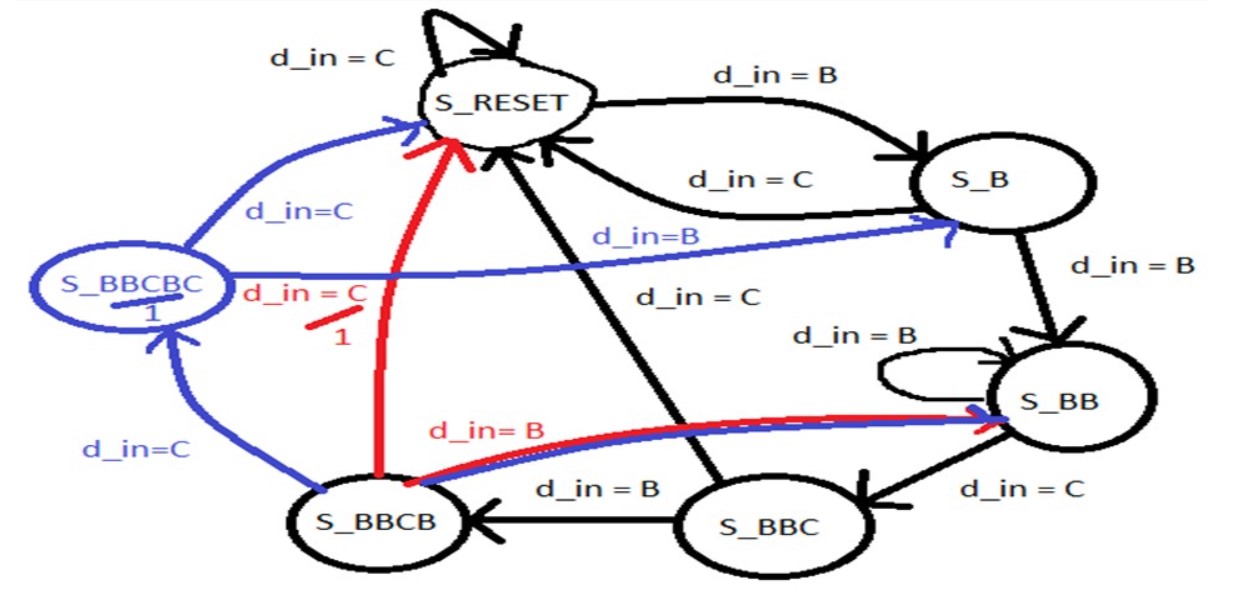 d_in = C
S_RESET
d_in = B
S_B
d_in = C
d_in=C
d_in=B
d_in = B
S_BBCBC
1
d_in = C
1
d_in = C
d_in = B
S_BB
d_in= B
d_in=C
d_in = B
d_in = C
S_BBCB
S_BBC